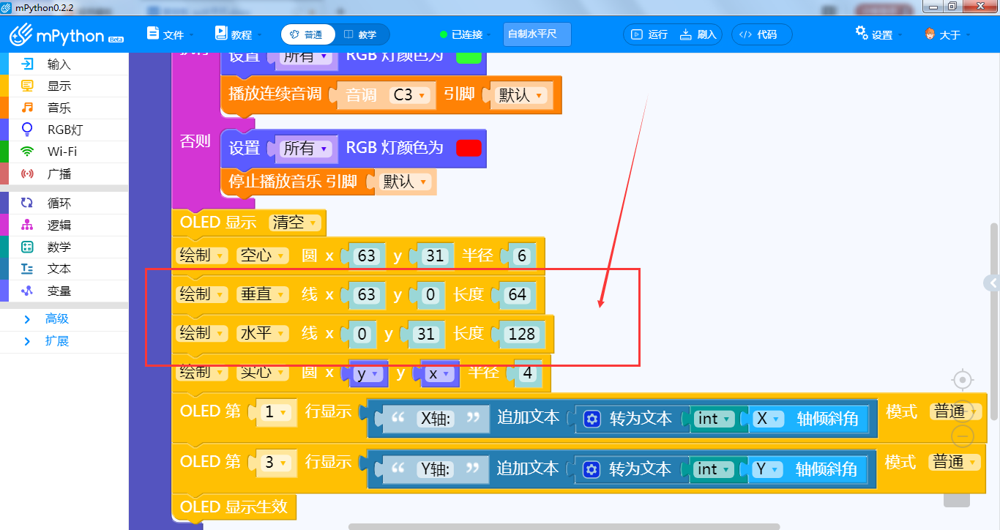 mPython0.2.2
mPython Beta 文件 教程 普通 教学 已连接 自制水平尺 运行 刷入 </> 代码 设置 大于
输入
显示
音乐
RGB灯
Wi-Fi
广播
循环
逻辑
数学
文本
变量
高级
扩展
执行 设置 所有 RGB 灯颜色为
播放连续音调 音调 C3 引脚 默认
否则 设置 所有 RGB 灯颜色为
停止播放音乐 引脚 默认
OLED 显示 清空
绘制 空心 圆 x 63 y 31 半径 6
绘制 垂直 线 x 63 y 0 长度 64
绘制 水平 线 x 0 y 31 长度 128
绘制 实心 圆 x y y x 半径 4
OLED 第 1 行显示 “ X轴: ” 追加文本 转为文本 int X 轴倾斜角 模式 普通
OLED 第 3 行显示 “ Y轴: ” 追加文本 转为文本 int Y 轴倾斜角 模式 普通
OLED 显示生效